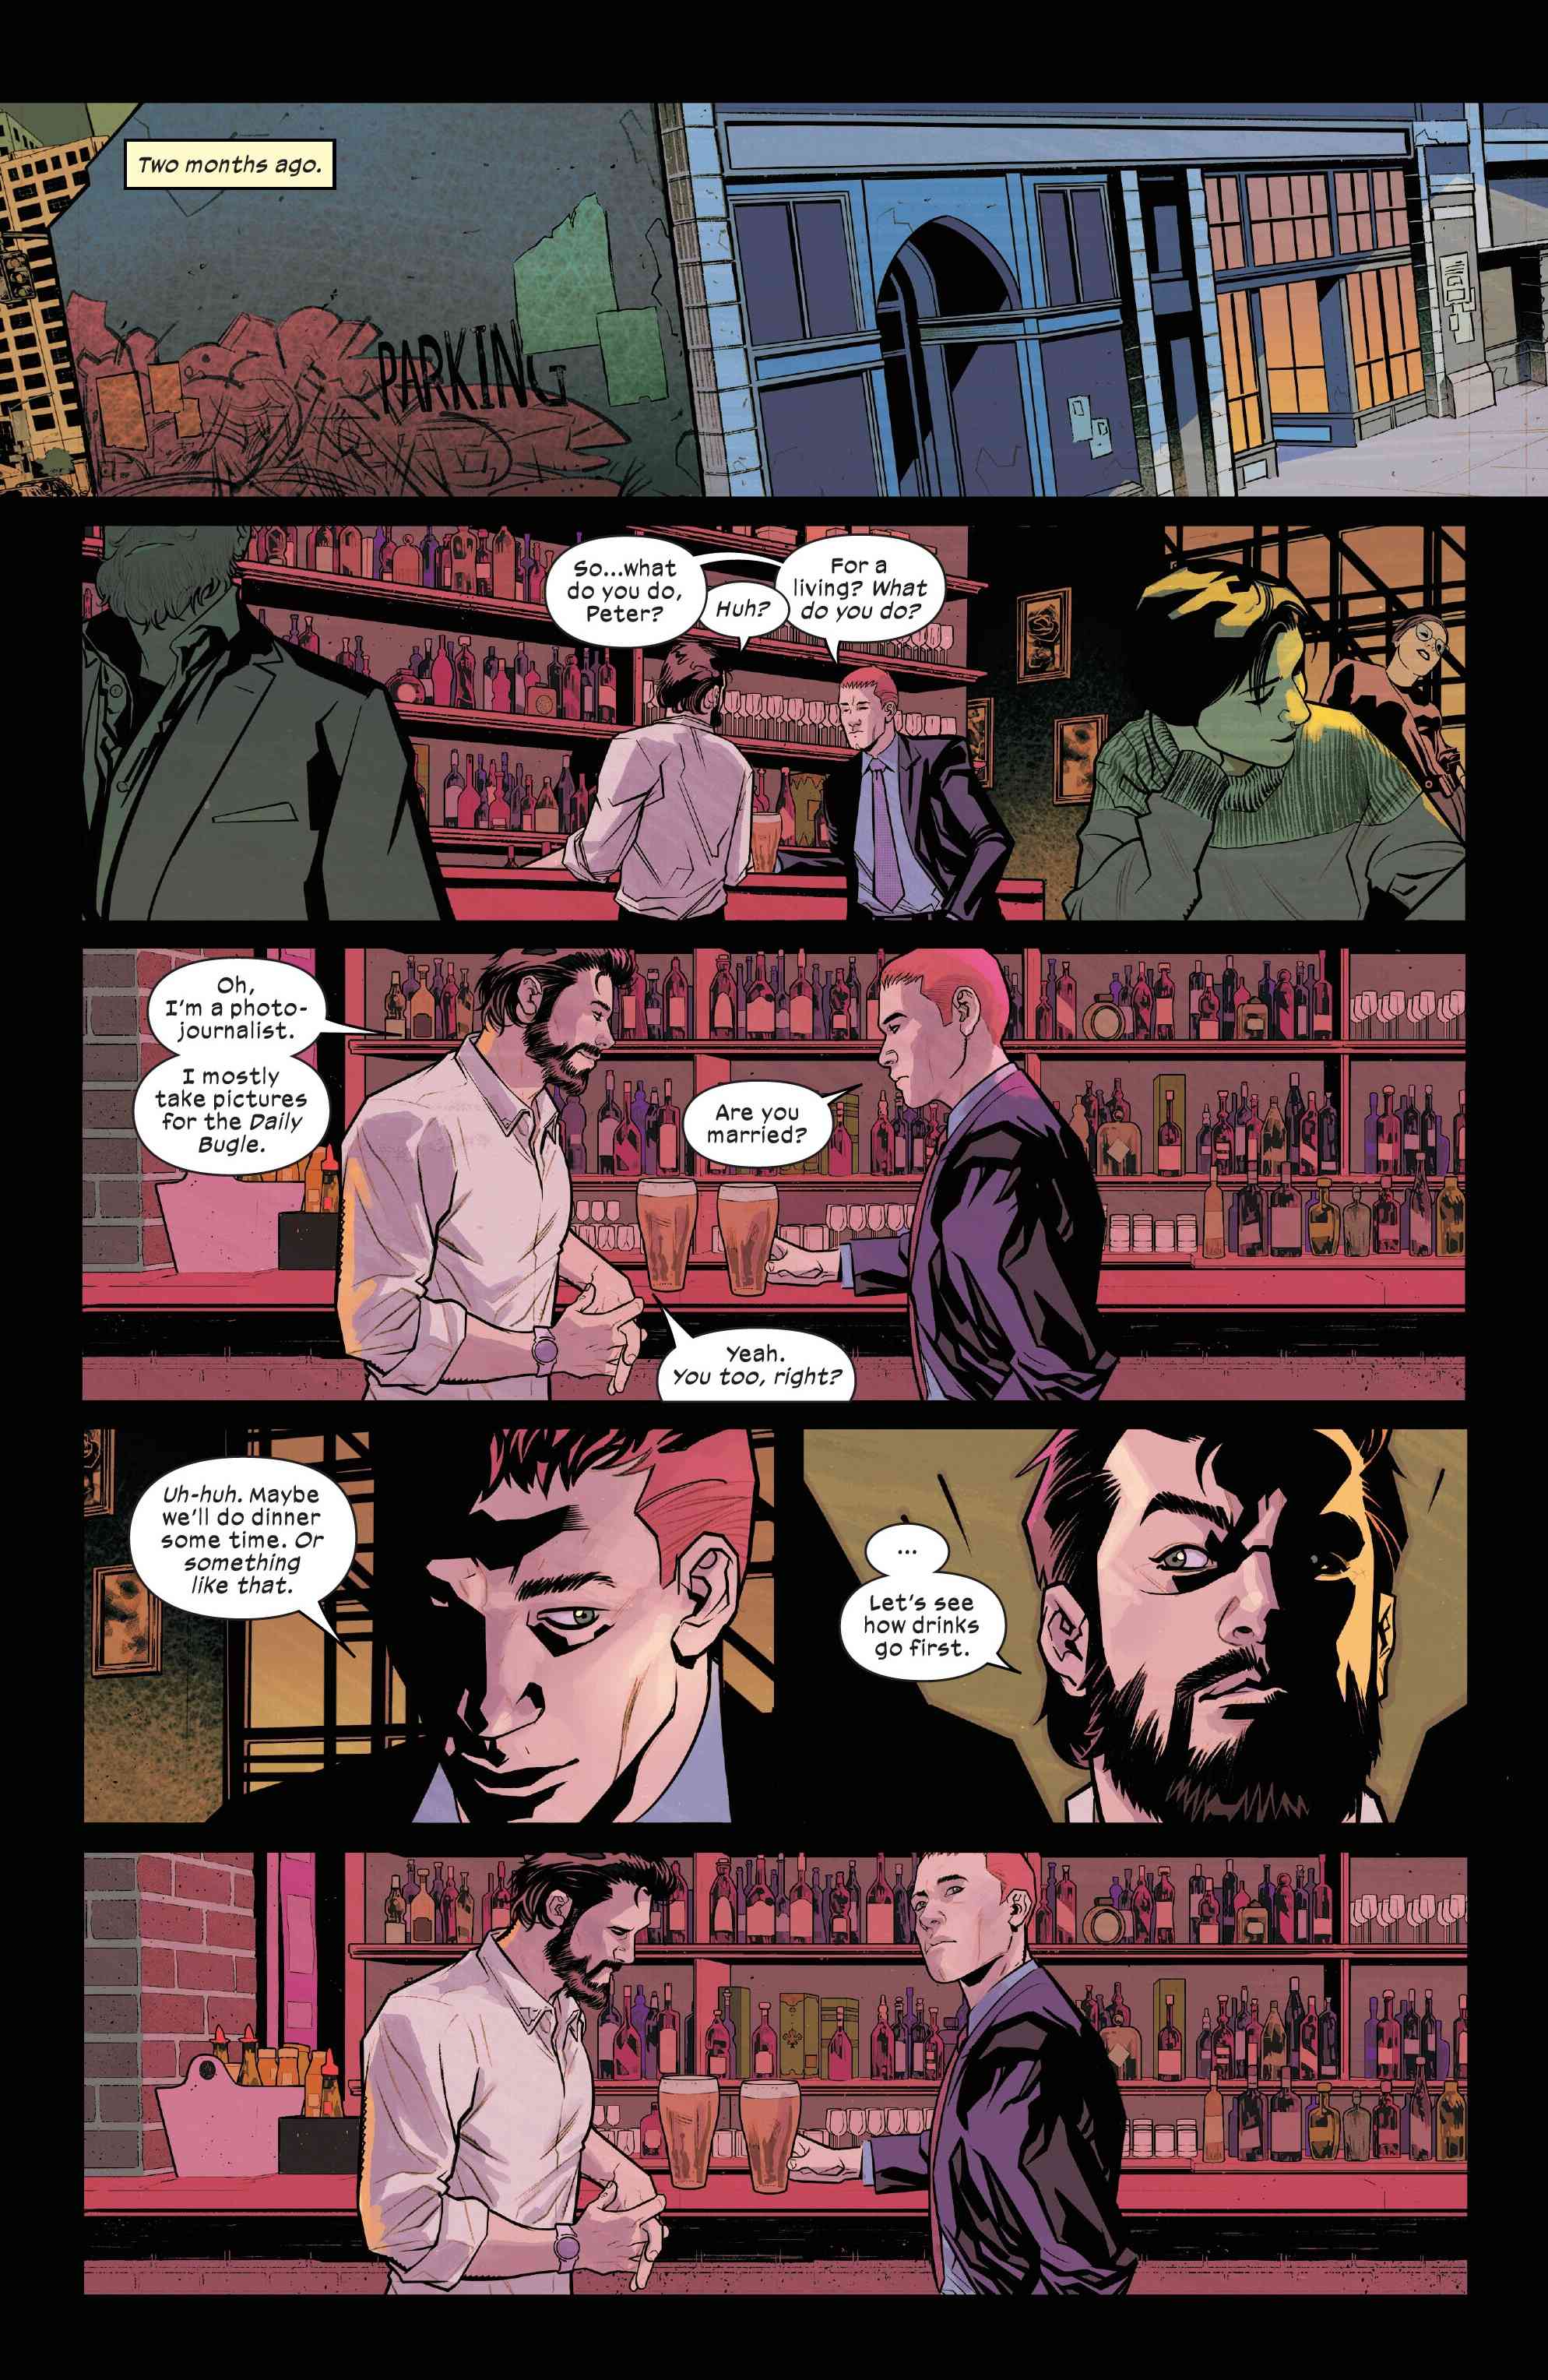 Two months ago.
PARKING
So...what
do you do,
Peter?
Huh?
For a
living? What
do you do?
Oh,
I'm a photo-
journalist.
I mostly
take pictures
for the Daily
Bugle.
Are you
married?
Yeah.
You too, right?
Uh-huh. Maybe
we'll do dinner
some time. Or
something
like that.
...
Let's see
how drinks
go first.